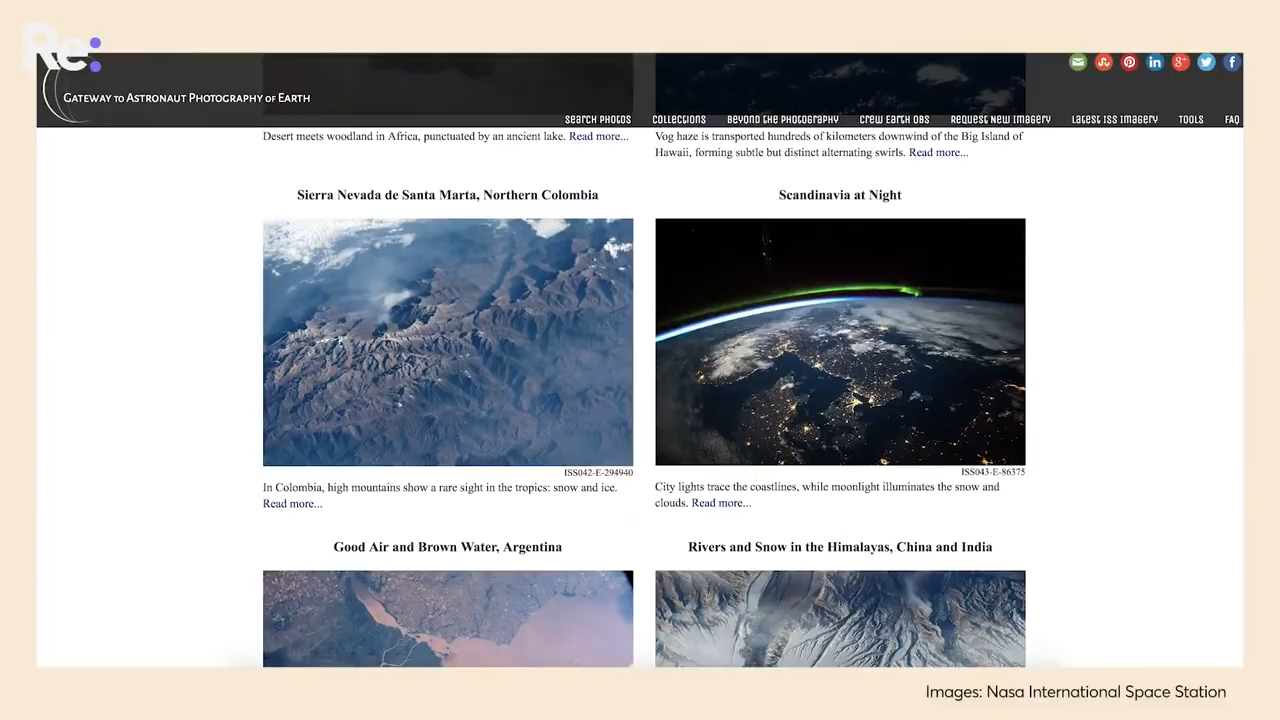 Re:
GATEWAY TO ASTRONAUT PHOTOGRAPHY OF EARTH
SEARCH PHOTOS COLLECTIONS BEYOND THE PHOTOGRAPHY CREW EARTH OBS REQUEST NEW IMAGERY LATEST ISS IMAGERY TOOLS FAQ
Desert meets woodland in Africa, punctuated by an ancient lake. Read more...
Vog haze is transported hundreds of kilometers downwind of the Big Island of
Hawaii, forming subtle but distinct alternating swirls. Read more...
Sierra Nevada de Santa Marta, Northern Colombia
ISS042-E-294940
In Colombia, high mountains show a rare sight in the tropics: snow and ice.
Read more...
Scandinavia at Night
ISS043-E-86375
City lights trace the coastlines, while moonlight illuminates the snow and
clouds. Read more...
Good Air and Brown Water, Argentina
Rivers and Snow in the Himalayas, China and India
Images: Nasa International Space Station